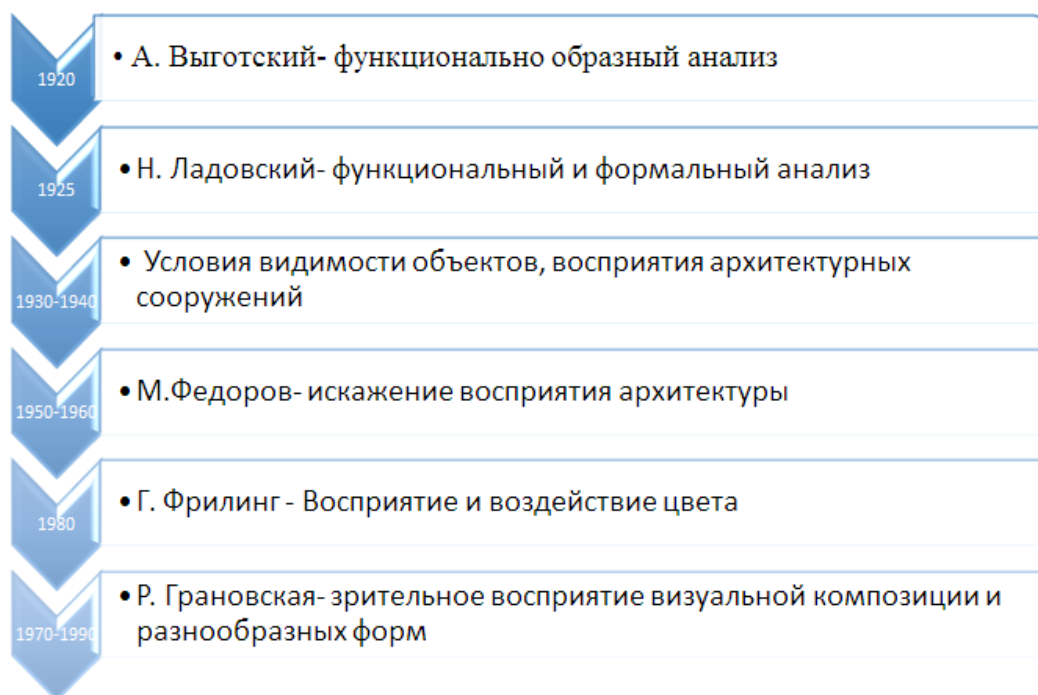 1920
• А. Выготский- функционально образный анализ
1925
• Н. Ладовский- функциональный и формальный анализ
1930-1940
• Условия видимости объектов, восприятия архитектурных
сооружений
1950-1960
• М.Федоров- искажение восприятия архитектуры
1980
• Г. Фрилинг - Восприятие и воздействие цвета
1970-1990
• Р. Грановская- зрительное восприятие визуальной композиции и
разнообразных форм